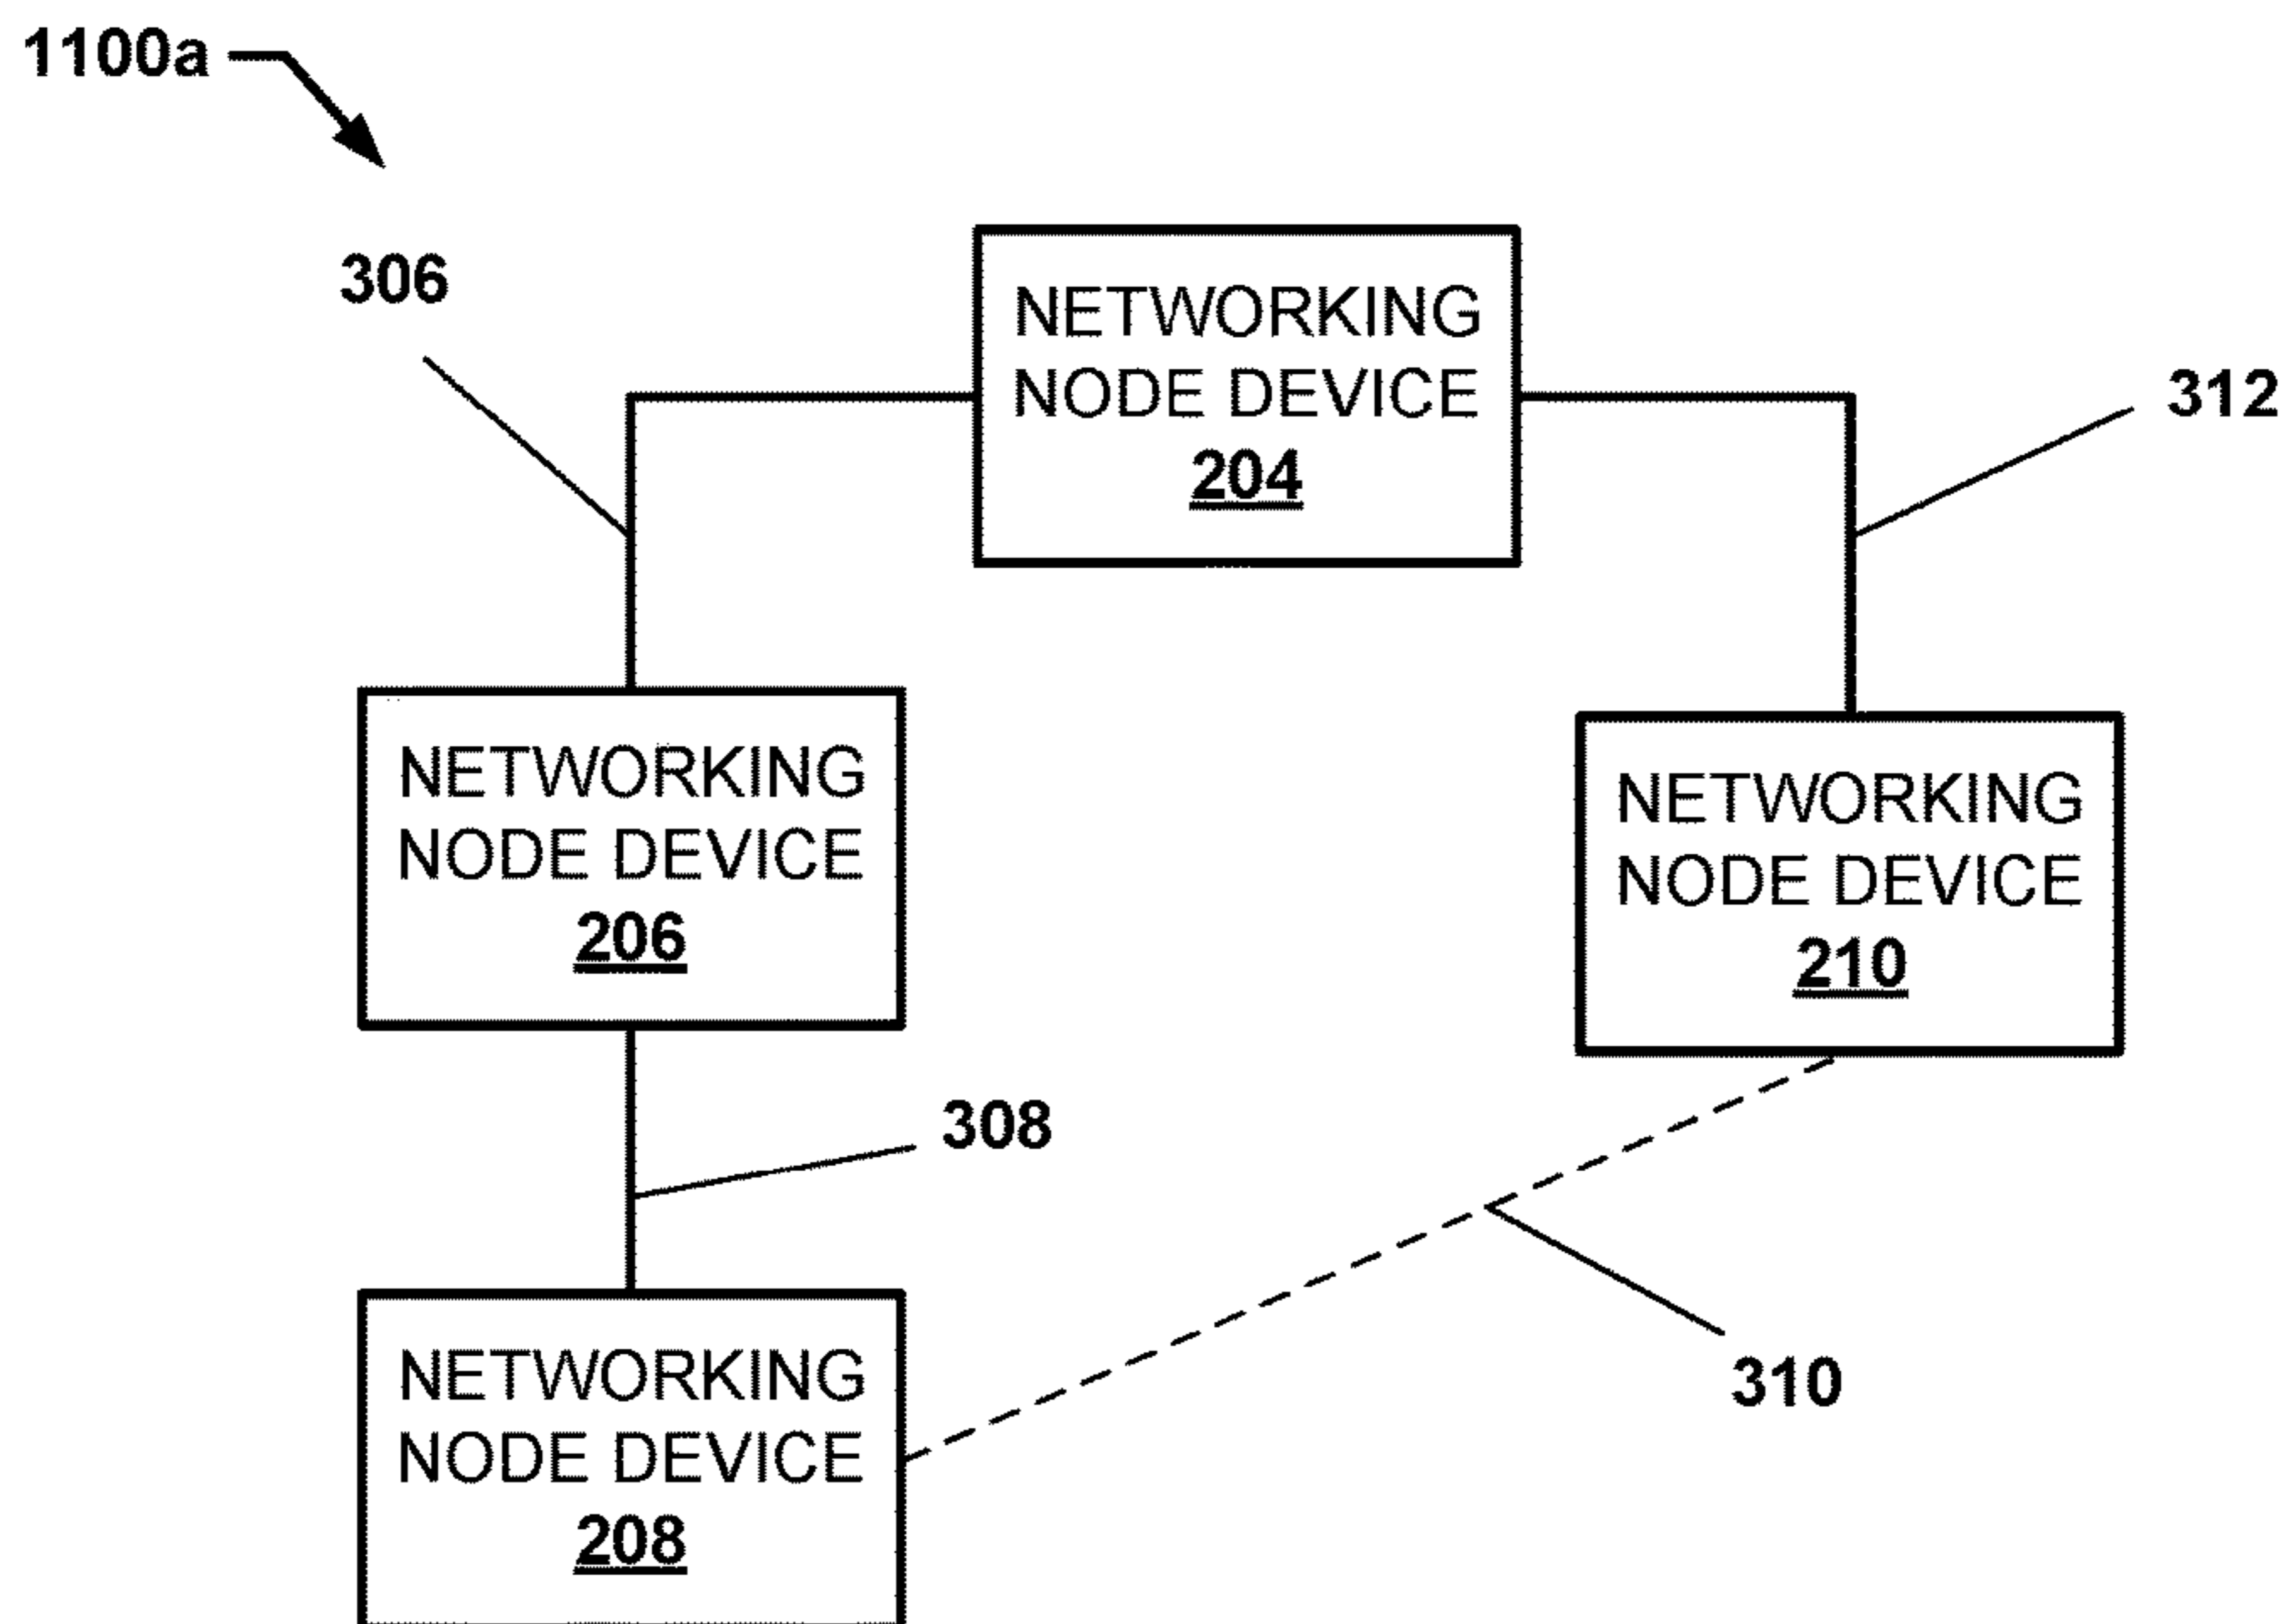 1100a
306
NETWORKING
NODE DEVICE
204
312
NETWORKING
NODE DEVICE
206
NETWORKING
NODE DEVICE
210
308
NETWORKING
NODE DEVICE
208
310